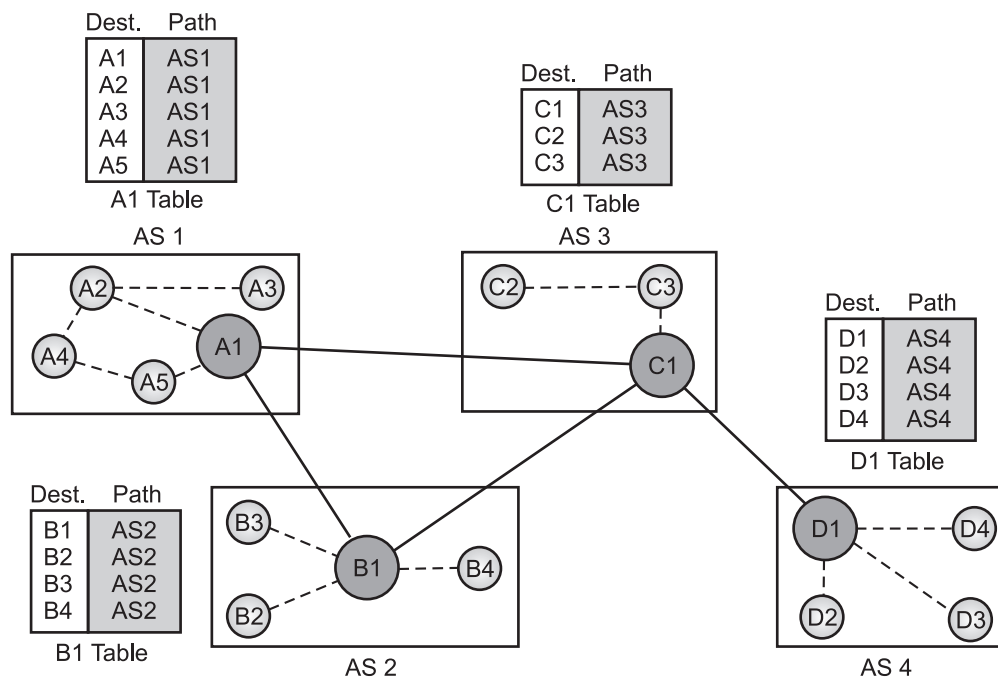 Dest. Path
A1 AS1
A2 AS1
A3 AS1
A4 AS1
A5 AS1
A1 Table
Dest. Path
C1 AS3
C2 AS3
C3 AS3
C1 Table
AS 1
AS 3
A2
A3
A4
A5
A1
C2
C3
C1
Dest. Path
D1 AS4
D2 AS4
D3 AS4
D4 AS4
D1 Table
Dest. Path
B1 AS2
B2 AS2
B3 AS2
B4 AS2
B1 Table
B3
B1
B4
B2
AS 2
D1
D4
D2
D3
AS 4